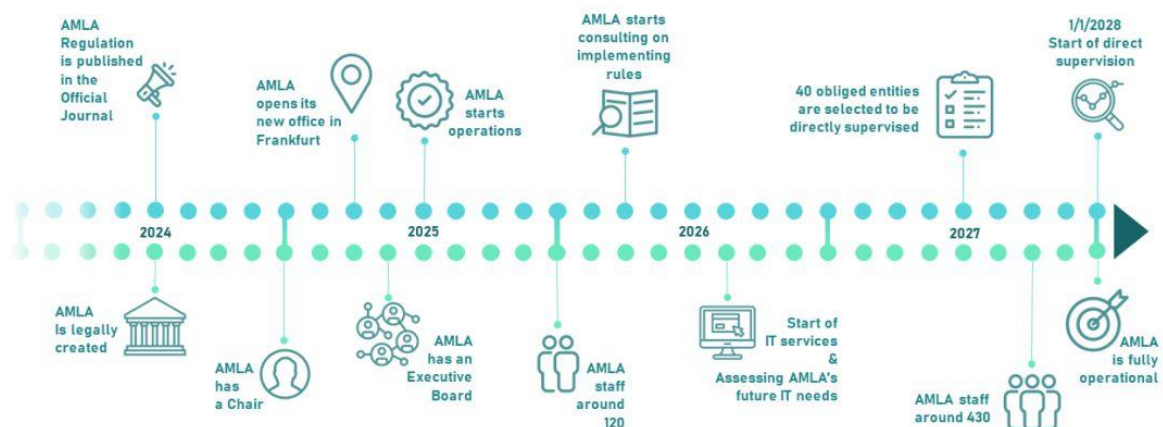 AMLA
Regulation
is published
in the
Official
Journal
AMLA
opens its
new office in
Frankfurt
AMLA
starts
operations
AMLA starts
consulting on
implementing
rules
40 obliged entities
are selected to be
directly supervised
1/1/2028
Start of direct
supervision
2024
2025
2026
2027
AMLA
Is legally
created
AMLA
has
a Chair
AMLA
has an
Executive
Board
AMLA
staff
around
120
Start of
IT services
&
Assessing AMLA's
future IT needs
AMLA staff
around 430
AMLA
is fully
operational